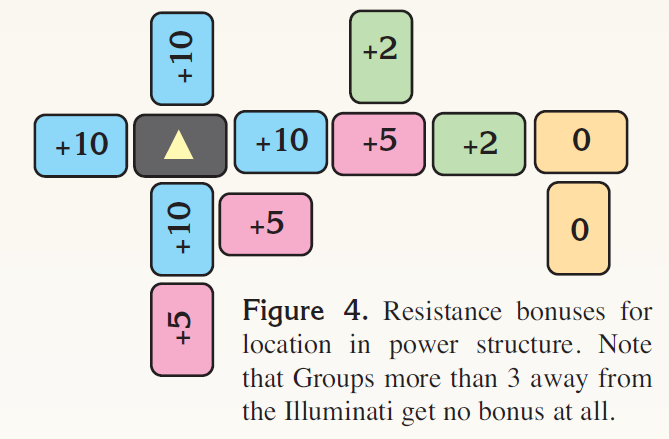 +10
+2
+10
+10
+5
+2
0
+10
+5
0
+5
Figure 4. Resistance bonuses for
location in power structure. Note
that Groups more than 3 away from
the Illuminati get no bonus at all.